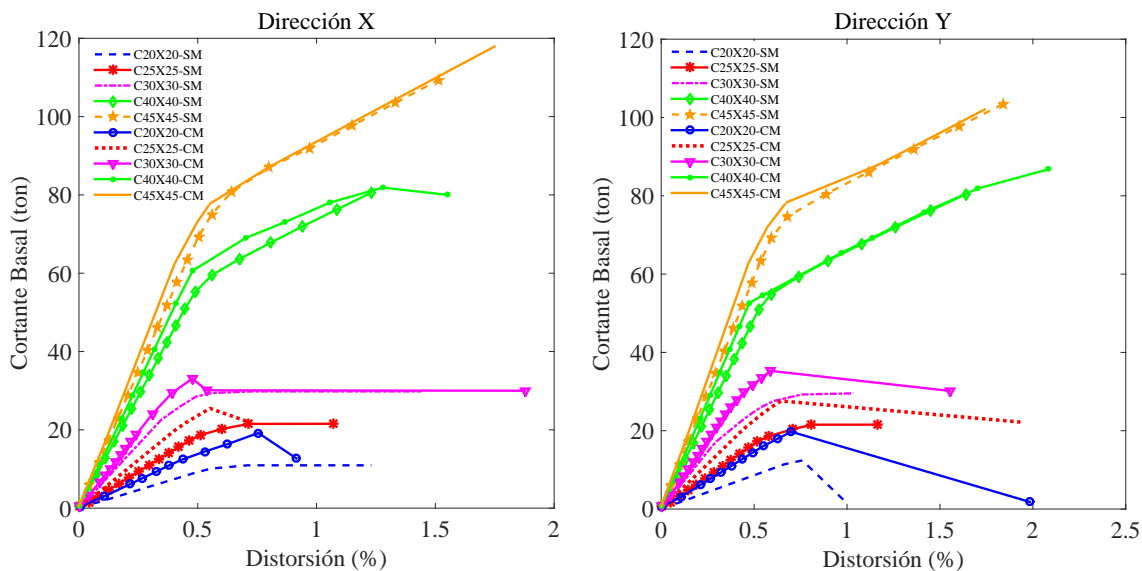 Dirección X
Cortante Basal (ton)
120
100
80
60
40
20
0
C20X20-SM
C25X25-SM
C30X30-SM
C40X40-SM
C45X45-SM
C20X20-CM
C25X25-CM
C30X30-CM
C40X40-CM
C45X45-CM
0 0.5 1 1.5 2
Distorsión (%)
Dirección Y
Cortante Basal (ton)
120
100
80
60
40
20
0
C20X20-SM
C25X25-SM
C30X30-SM
C40X40-SM
C45X45-SM
C20X20-CM
C25X25-CM
C30X30-CM
C40X40-CM
C45X45-CM
0 0.5 1 1.5 2 2.5
Distorsión (%)